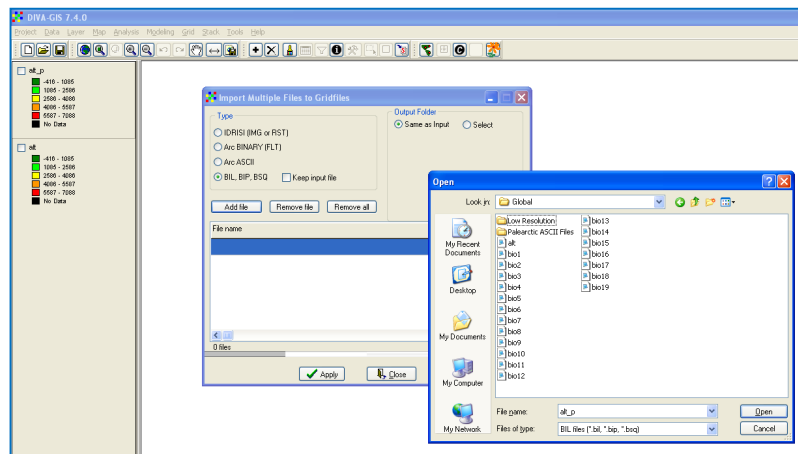 DIVA-GIS 7.4.0
Project Data Layer Map Analysis Modeling Grid Stack Tools Help
alt_p
-416 - 1085
1085 - 2586
2586 - 4086
4086 - 5587
5587 - 7088
No Data
alt
-416 - 1085
1085 - 2586
2586 - 4086
4086 - 5587
5587 - 7088
No Data
Import Multiple Files to Gridfiles
Type
IDRISI (IMG or RST)
Arc BINARY (FLT)
Arc ASCII
BIL, BIP, BSQ Keep input file
Output Folder
Same as Input Select
Add file Remove file Remove all
File name
0 files
Apply Close
Open
Look in: Global
My Recent Documents
Desktop
My Documents
My Computer
My Network
Low Resolution
Palearctic ASCII Files
alt
bio1
bio2
bio3
bio4
bio5
bio6
bio7
bio8
bio9
bio10
bio11
bio12
bio13
bio14
bio15
bio16
bio17
bio18
bio19
File name: alt_p Open
Files of type: BIL files (*.bil, *.bip, *.bsq) Cancel